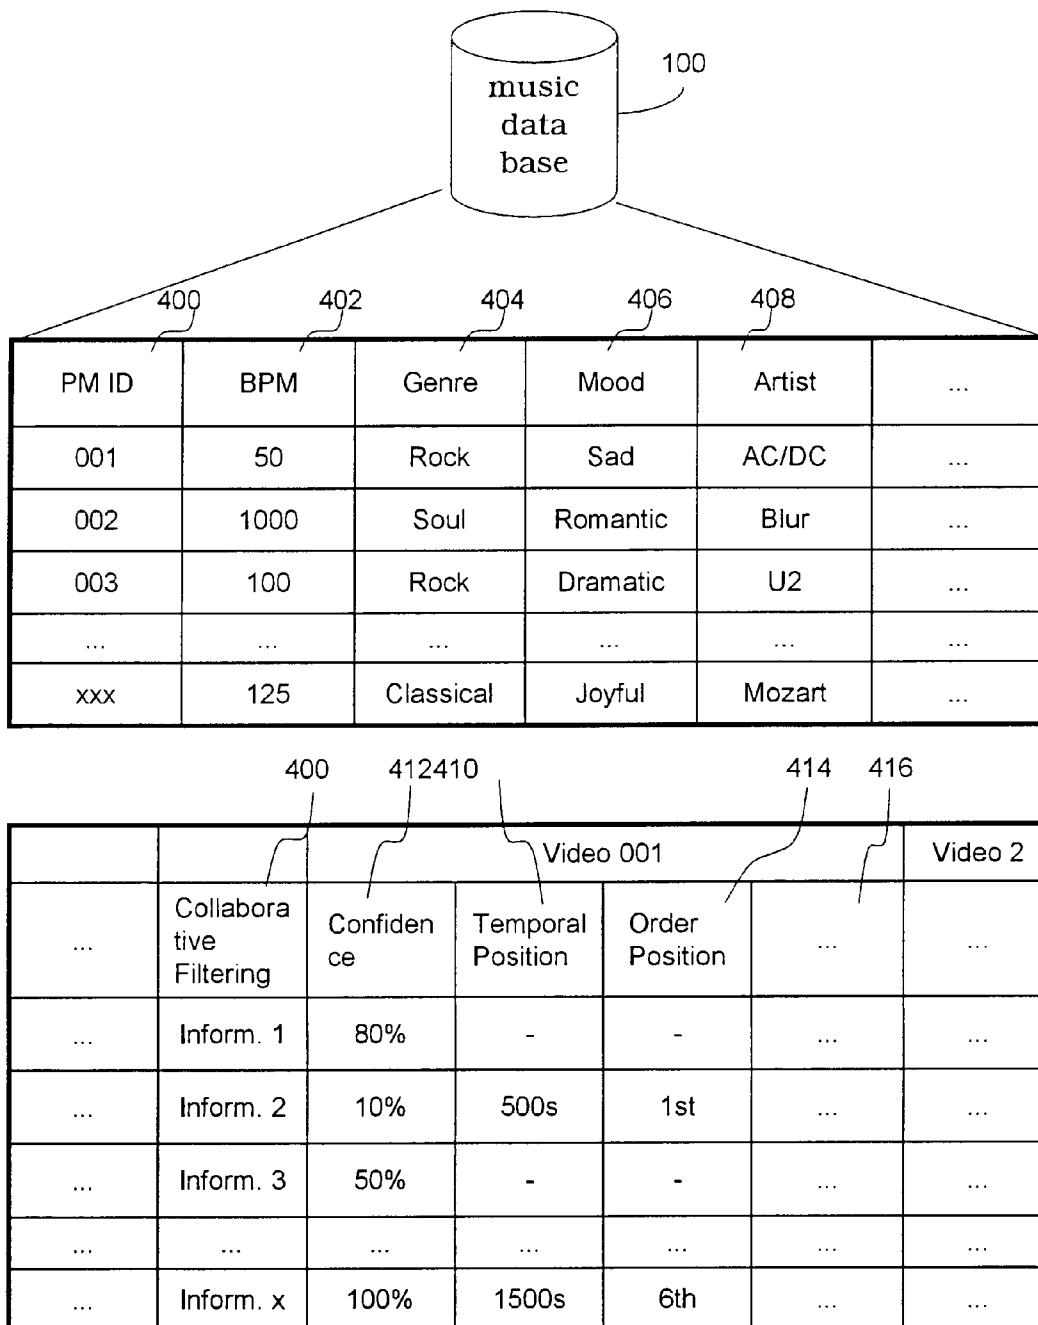 music
data
base
100
400 402 404 406 408
PM ID BPM Genre Mood Artist ...
001 50 Rock Sad AC/DC ...
002 1000 Soul Romantic Blur ...
003 100 Rock Dramatic U2 ...
... ... ... ... ... ...
xxx 125 Classical Joyful Mozart ...
400 412410 414 416
Video 001 Video 2
... Collabora
tive
Filtering
Confiden
ce
Temporal
Position
Order
Position
... ...
... Inform. 1 80% - - ... ...
... Inform. 2 10% 500s 1st ... ...
... Inform. 3 50% - - ... ...
... ... ... ... ... ... ...
... Inform. x 100% 1500s 6th ... ...